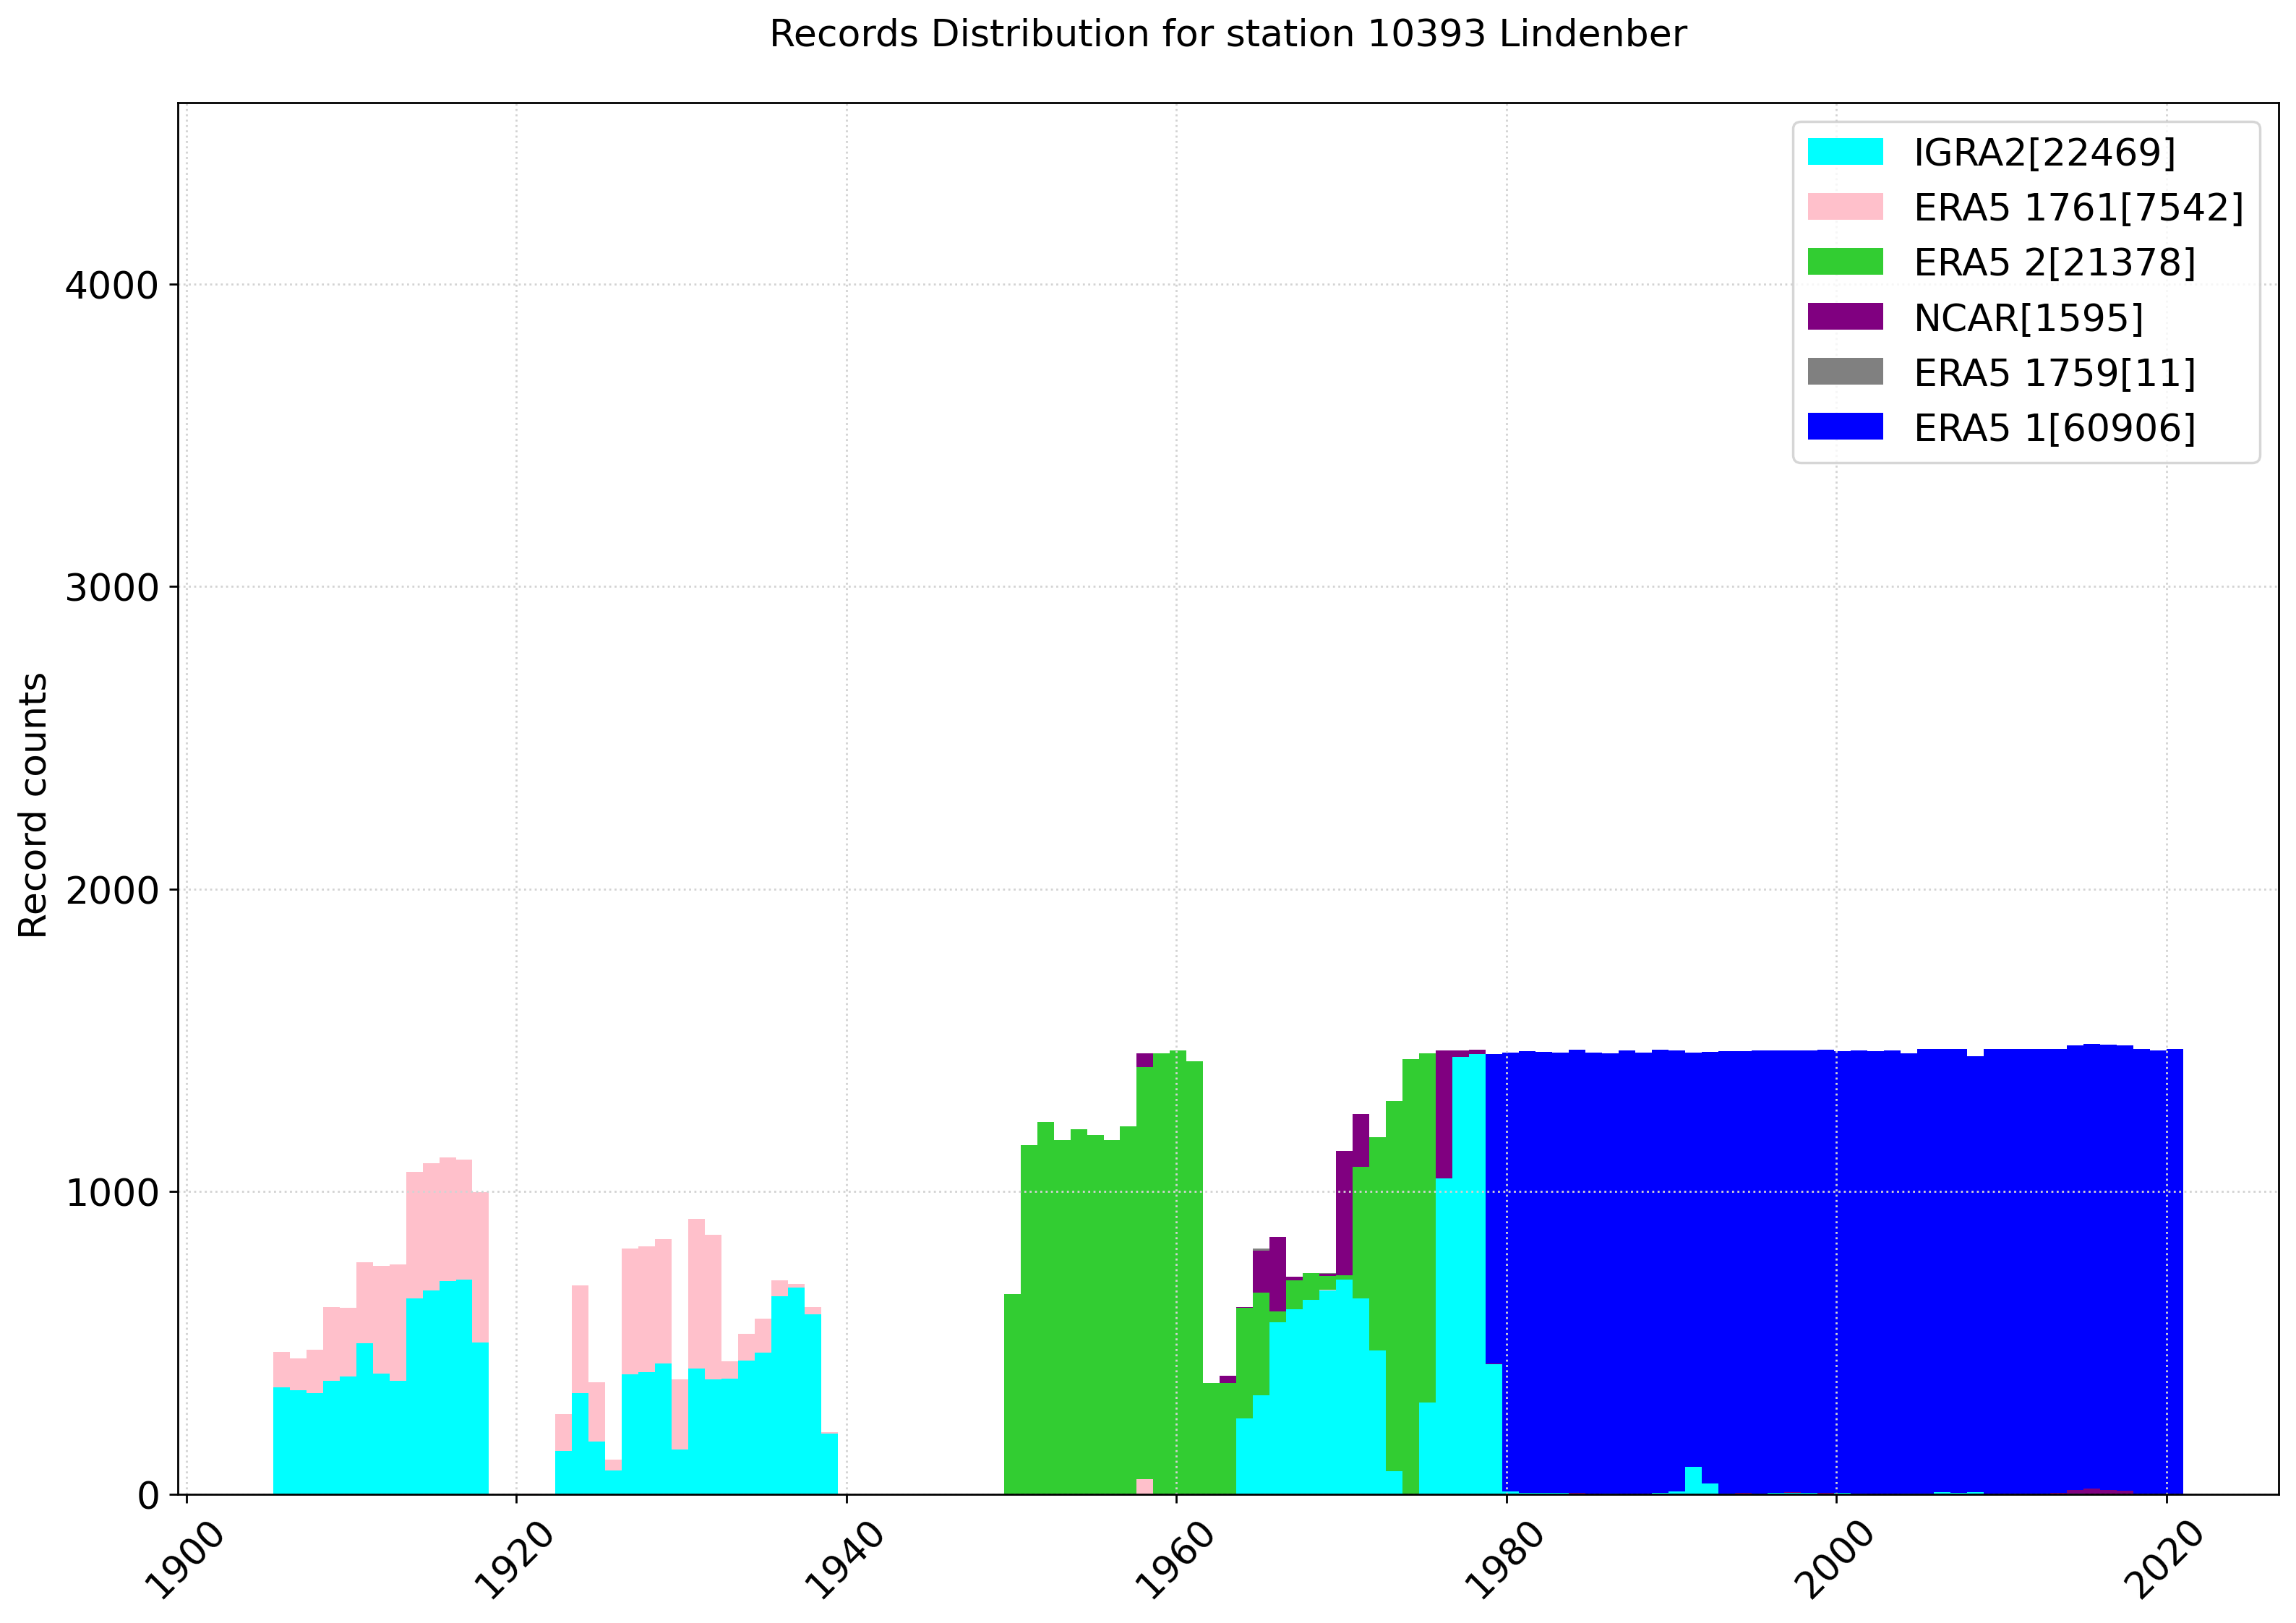 Records Distribution for station 10393 Lindenber
IGRA2[22469]
ERA5 1761[7542]
ERA5 2[21378]
NCAR[1595]
ERA5 1759[11]
ERA5 1[60906]
Record counts
4000
3000
2000
1000
0
1900
1920
1940
1960
1980
2000
2020